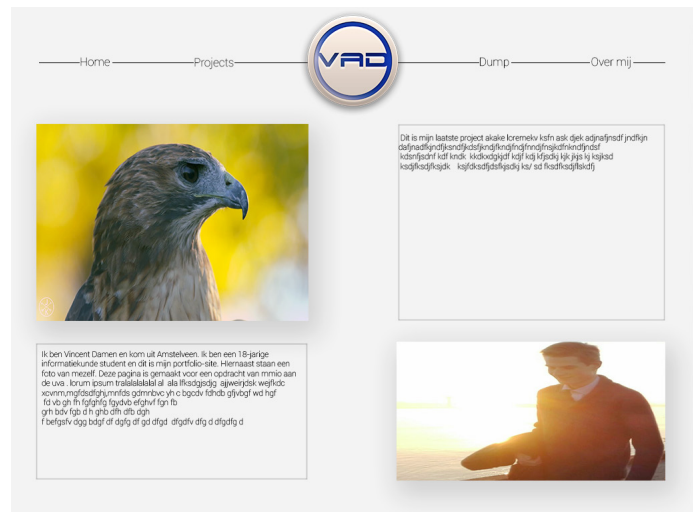 Home
Projects
VAD
Dump
Over mij
Dit is mijn laatste project akake loremekv ksfn ask djek adjnafjnsdf jndfkjn
dafjnadfkjndfjksndfjkdsfjkndjfkndjfndjfnndjfnsjkdfnkndfjndsf
kdsnfjsdnf kdf kndk kkdkxdgkjdf kdjf kdj kfjsdkj kjk jkjs kj ksjksd
ksdjfksdjfksjdk ksjfdksdfjdsfkjsdkj ks/ sd fksdfksdjflskdfj
Ik ben Vincent Damen en kom uit Amstelveen. Ik ben een 18-jarige
informatiekunde student en dit is mijn portfolio-site. Hiernaast staan een
foto van mezelf. Deze pagina is gemaakt voor een opdracht van mmio aan
de uva . lorum ipsum tralalalalalal al ala lfksdgjsdjg ajjweirjdsk wejfkdc
xcvnm,mgfdsdfghj,mnfds gdmnbvc yh c bgcdv fdhdb gfjvbgf wd hgf
fd vb gh fh fgfghfg fgydvb efghvf fgn fb
grh bdv fgb d h ghb dfh dfb dgh
f befgsfv dgg bdgf df dgfg df gd dfgd dfgdfv dfg d dfgdfg d